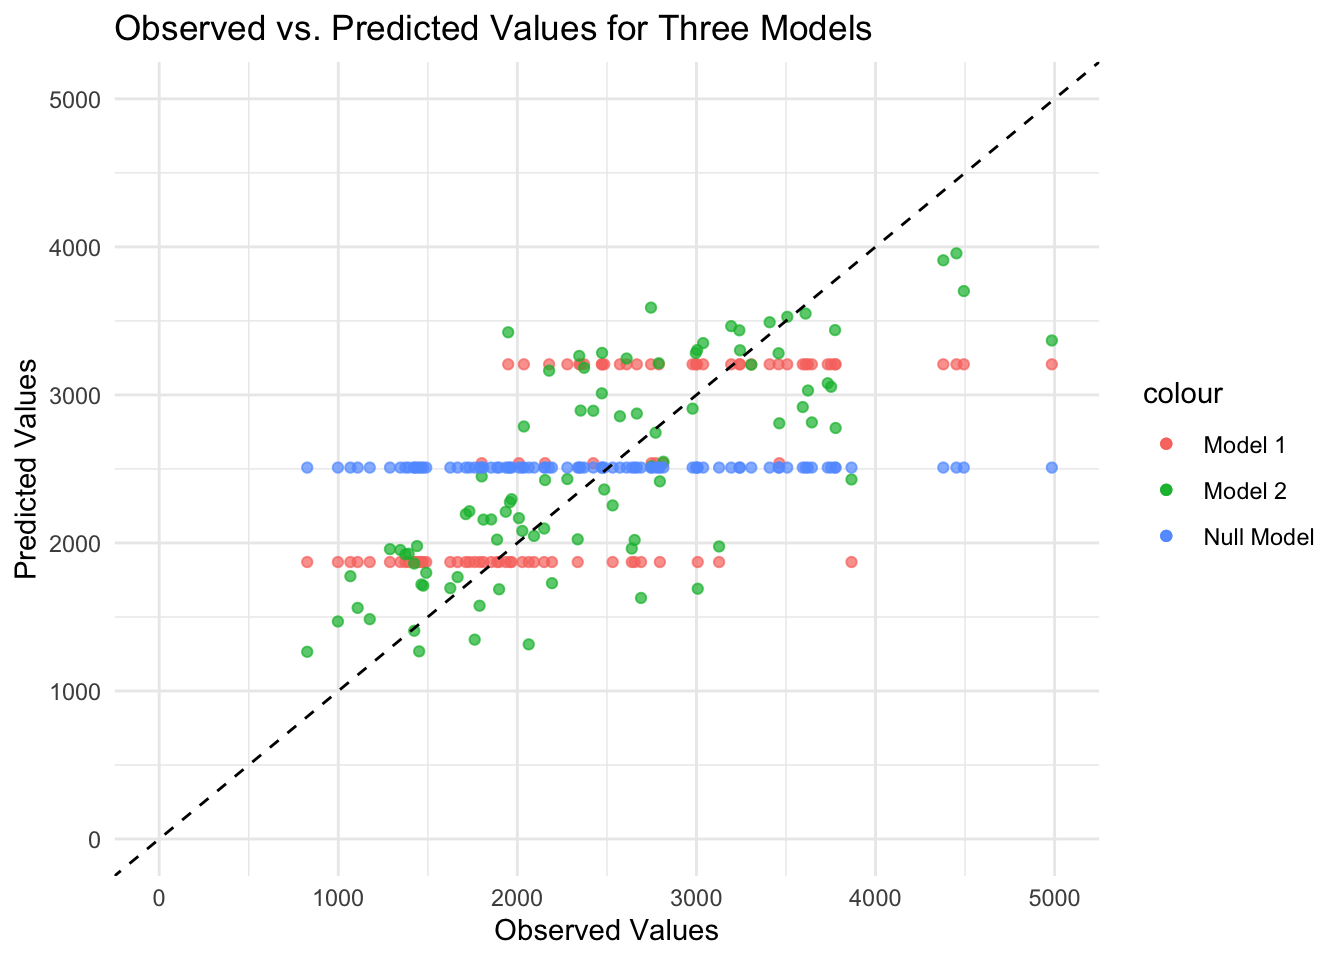 Observed vs. Predicted Values for Three Models
5000
4000
3000
2000
1000
0
Predicted Values
0 1000 2000 3000 4000 5000
Observed Values
colour
Model 1
Model 2
Null Model